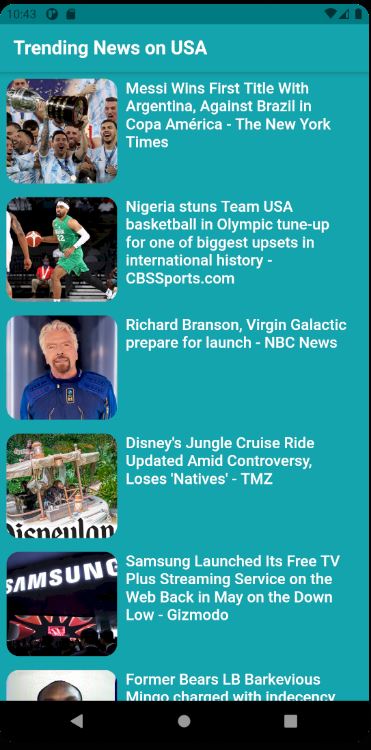 10:43
Trending News on USA
Messi Wins First Title With
Argentina, Against Brazil in
Copa América - The New York
Times
Nigeria stuns Team USA
basketball in Olympic tune-up
for one of biggest upsets in
international history -
CBSSports.com
Richard Branson, Virgin Galactic
prepare for launch - NBC News
Disney's Jungle Cruise Ride
Updated Amid Controversy,
Loses 'Natives' - TMZ
Disneylan
Samsung Launched Its Free TV
Plus Streaming Service on the
Web Back in May on the Down
Low - Gizmodo
SAMSUNG
Former Bears LB Barkevious
Mingo charged with indecency